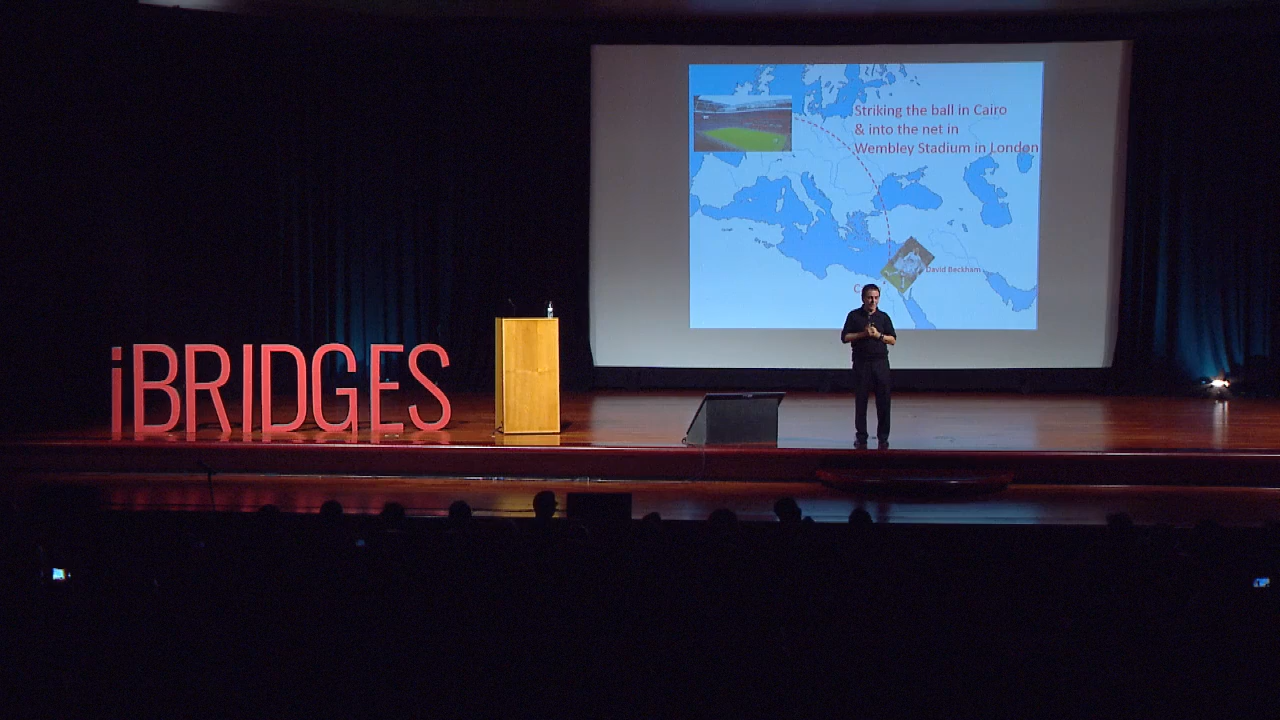 Striking the ball in Cairo
& into the net in
Wembley Stadium in London
David Beckham
iBRIDGES